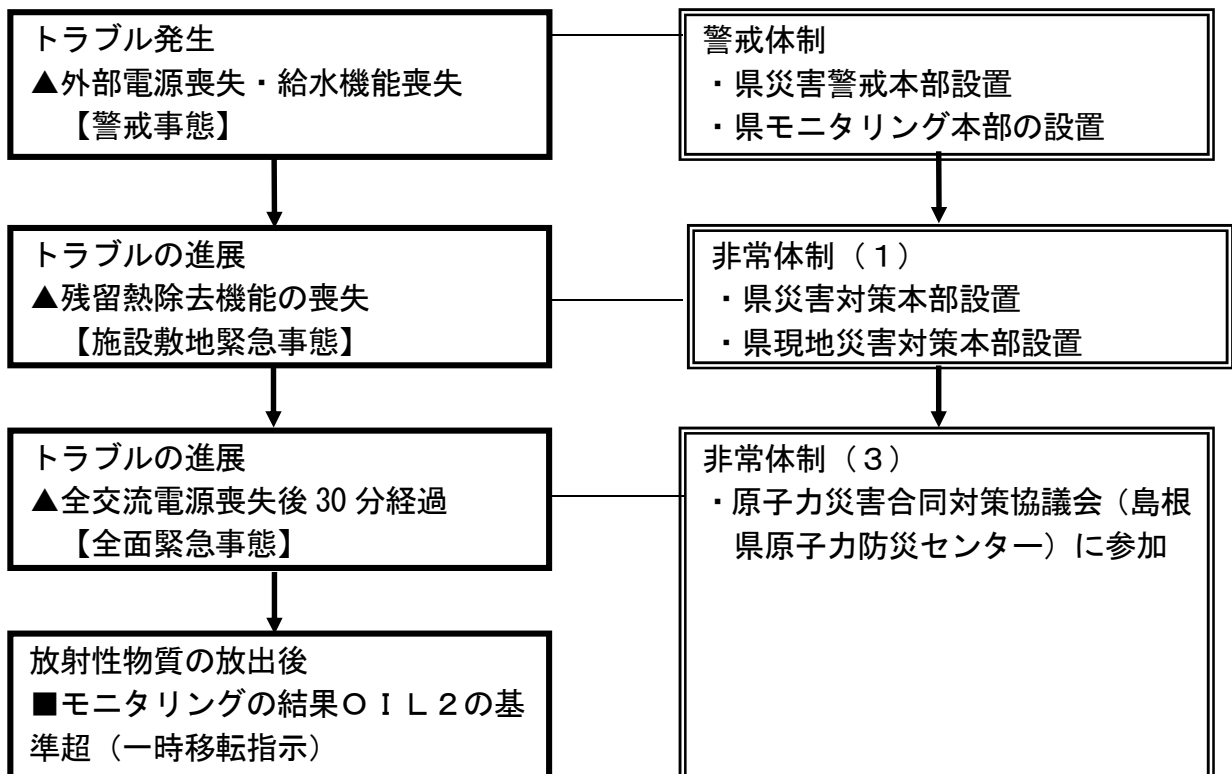 トラブル発生
▲外部電源喪失・給水機能喪失
【警戒事態】
警戒体制
・県災害警戒本部設置
・県モニタリング本部の設置
トラブルの進展
▲残留熱除去機能の喪失
【施設敷地緊急事態】
非常体制（１）
・県災害対策本部設置
・県現地災害対策本部設置
トラブルの進展
▲全交流電源喪失後 30 分経過
【全面緊急事態】
非常体制（３）
・原子力災害合同対策協議会（島根
県原子力防災センター）に参加
放射性物質の放出後
■モニタリングの結果ＯＩＬ２の基
準超（一時移転指示）